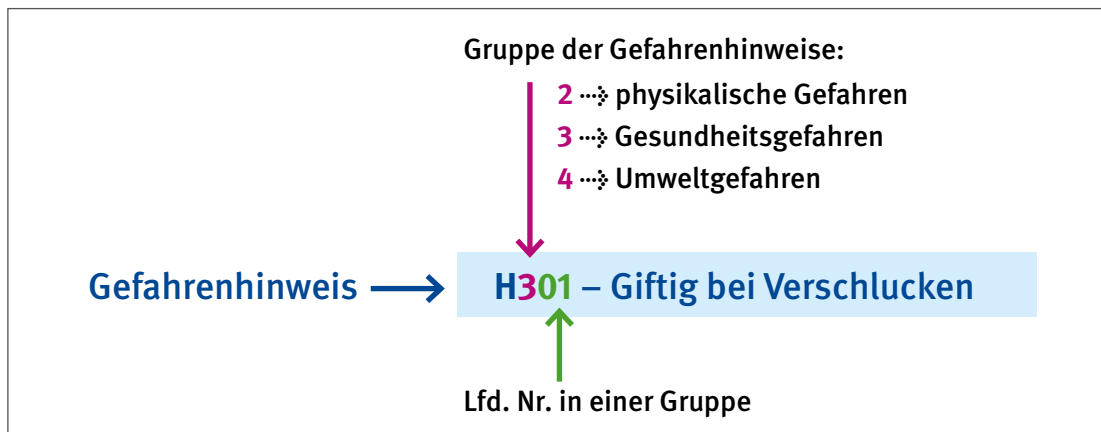 Gruppe der Gefahrenhinweise:
2 ···> physikalische Gefahren
3 ···> Gesundheitsgefahren
4 ···> Umweltgefahren
Gefahrenhinweis → H301 – Giftig bei Verschlucken
Lfd. Nr. in einer Gruppe